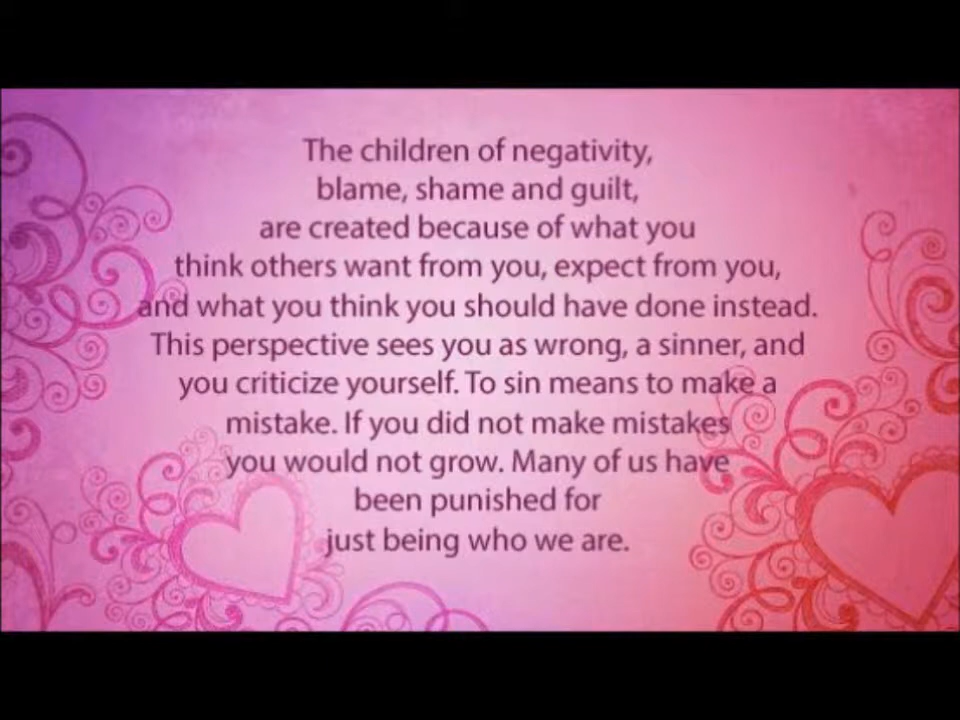 The children of negativity,
blame, shame and guilt,
are created because of what you
think others want from you, expect from you,
and what you think you should have done instead.
This perspective sees you as wrong, a sinner, and
you criticize yourself. To sin means to make a
mistake. If you did not make mistakes
you would not grow. Many of us have
been punished for
just being who we are.